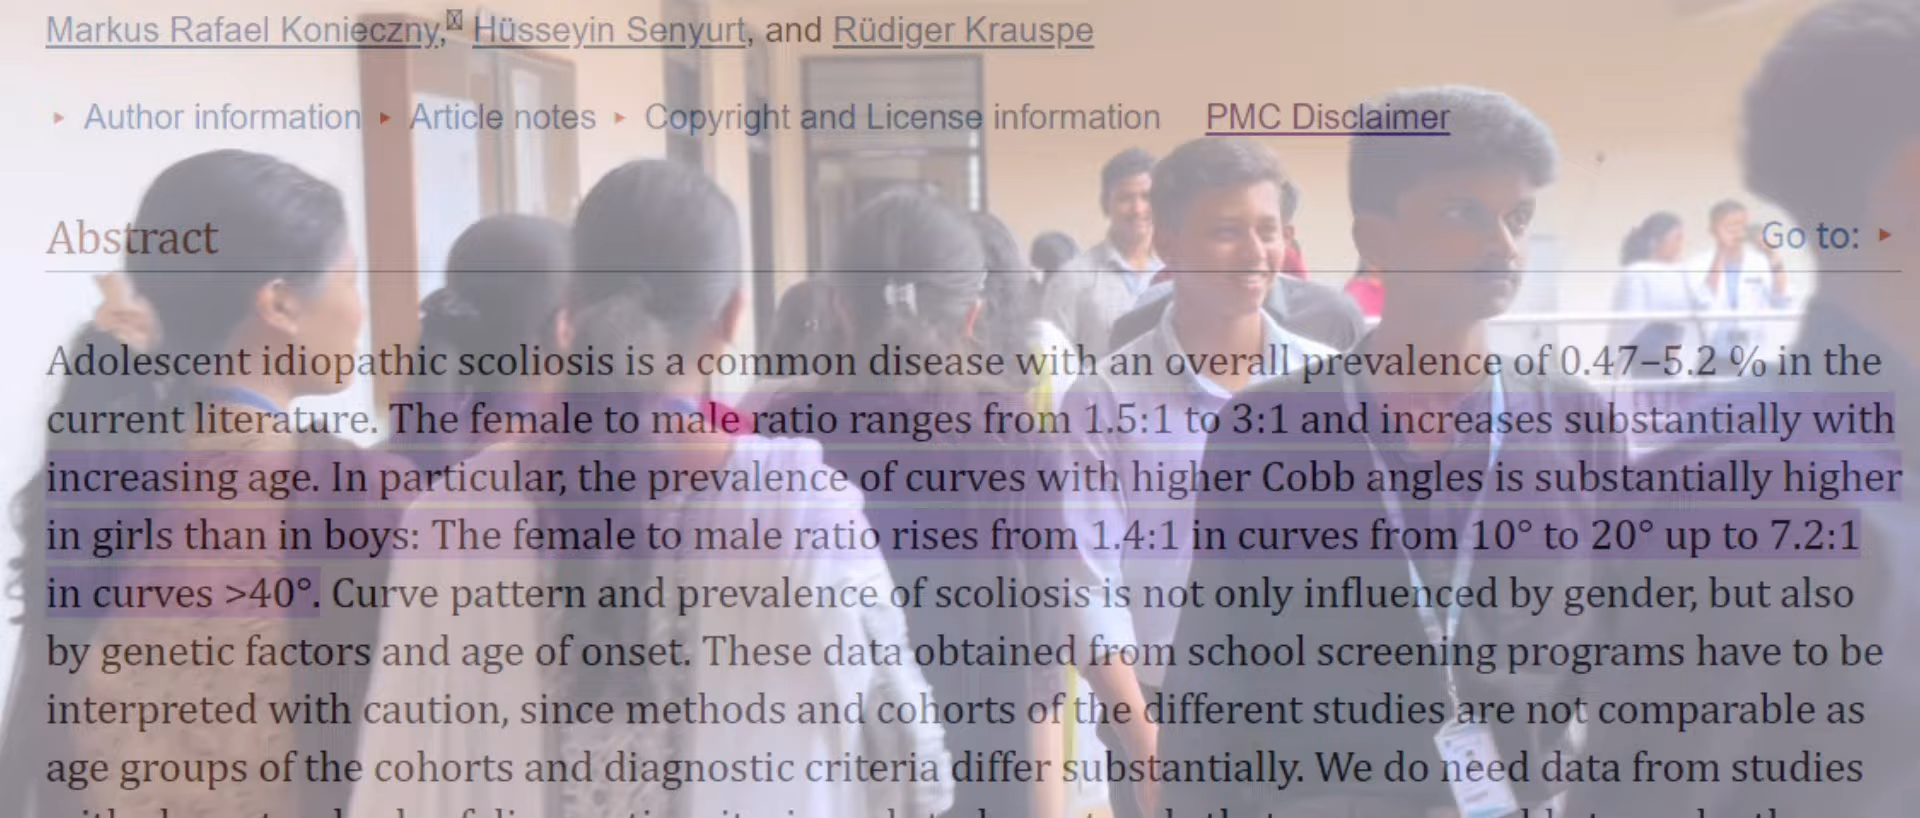 Markus Rafael Konieczny, Hüsseyin Senyurt, and Rüdiger Krauspe
Author information Article notes Copyright and License information PMC Disclaimer
Abstract
Go to:
Adolescent idiopathic scoliosis is a common disease with an overall prevalence of 0.47–5.2 % in the
current literature. The female to male ratio ranges from 1.5:1 to 3:1 and increases substantially with
increasing age. In particular, the prevalence of curves with higher Cobb angles is substantially higher
in girls than in boys: The female to male ratio rises from 1.4:1 in curves from 10° to 20° up to 7.2:1
in curves >40°. Curve pattern and prevalence of scoliosis is not only influenced by gender, but also
by genetic factors and age of onset. These data obtained from school screening programs have to be
interpreted with caution, since methods and cohorts of the different studies are not comparable as
age groups of the cohorts and diagnostic criteria differ substantially. We do need data from studies